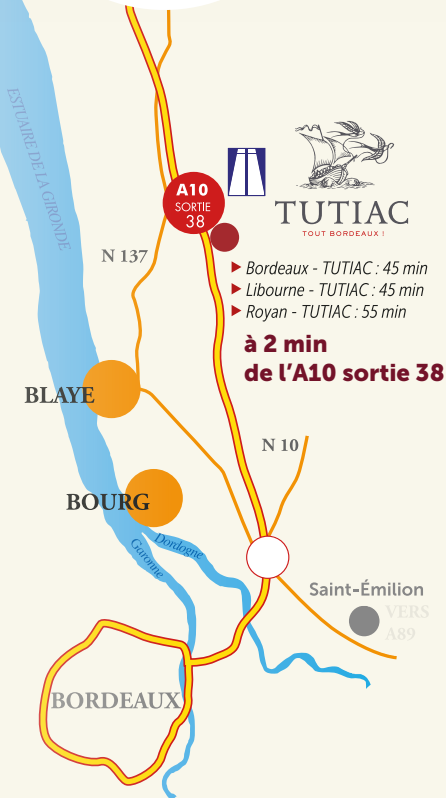 ESTUAIRE DE LA GIRONDE
A10
SORTIE
38
TUTIAC
TOUT BORDEAUX !
N 137
Bordeaux - TUTIAC : 45 min
Libourne - TUTIAC : 45 min
Royan - TUTIAC : 55 min
à 2 min
de l'A10 sortie 38
BLAYE
N 10
BOURG
Dordogne
Garonne
Saint-Émilion
VERS
A89
BORDEAUX